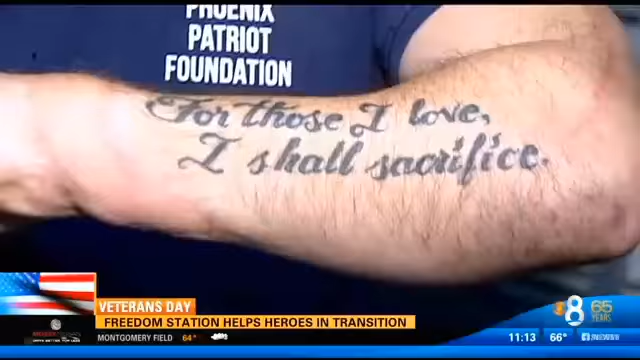 PHOENIX
PATRIOT
FOUNDATION
For those I love,
I shall sacrifice.
VETERANS DAY
FREEDOM STATION HELPS HEROES IN TRANSITION
MONTGOMERY FIELD 64°
11:13 66°
8 65 YEARS